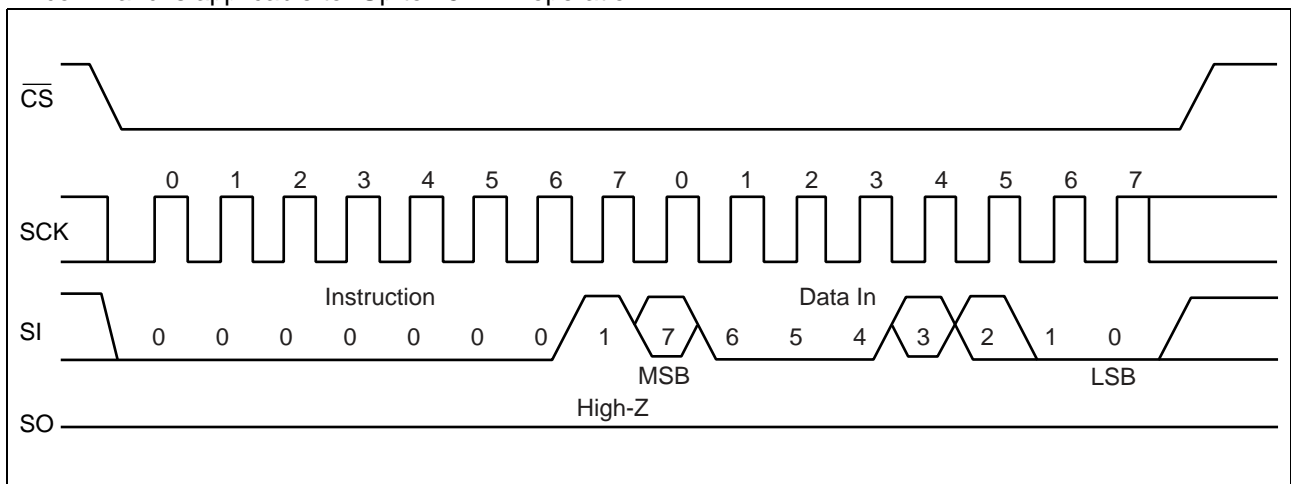 CS
0 1 2 3 4 5 6 7 0 1 2 3 4 5 6 7
SCK
Instruction Data In
SI 0 0 0 0 0 0 0 1 7 6 5 4 3 2 1 0
MSB LSB
High-Z
SO